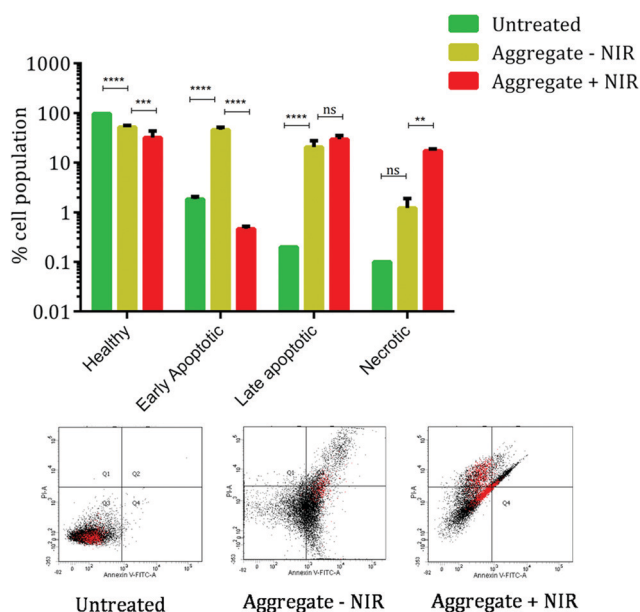 Untreated
Aggregate - NIR
Aggregate + NIR
% cell population
1000
100
10
1
0.1
0.01
****
***
****
****
****
ns
ns
**
Healthy
Early Apoptotic
Late apoptotic
Necrotic
PI-A
Q1
Q2
Q3
Q4
Annexin V-FITC-A
PI-A
Q1
Annexin V-FITC-A
PI-A
Q4
Annexin V-FITC-A
Untreated
Aggregate - NIR
Aggregate + NIR